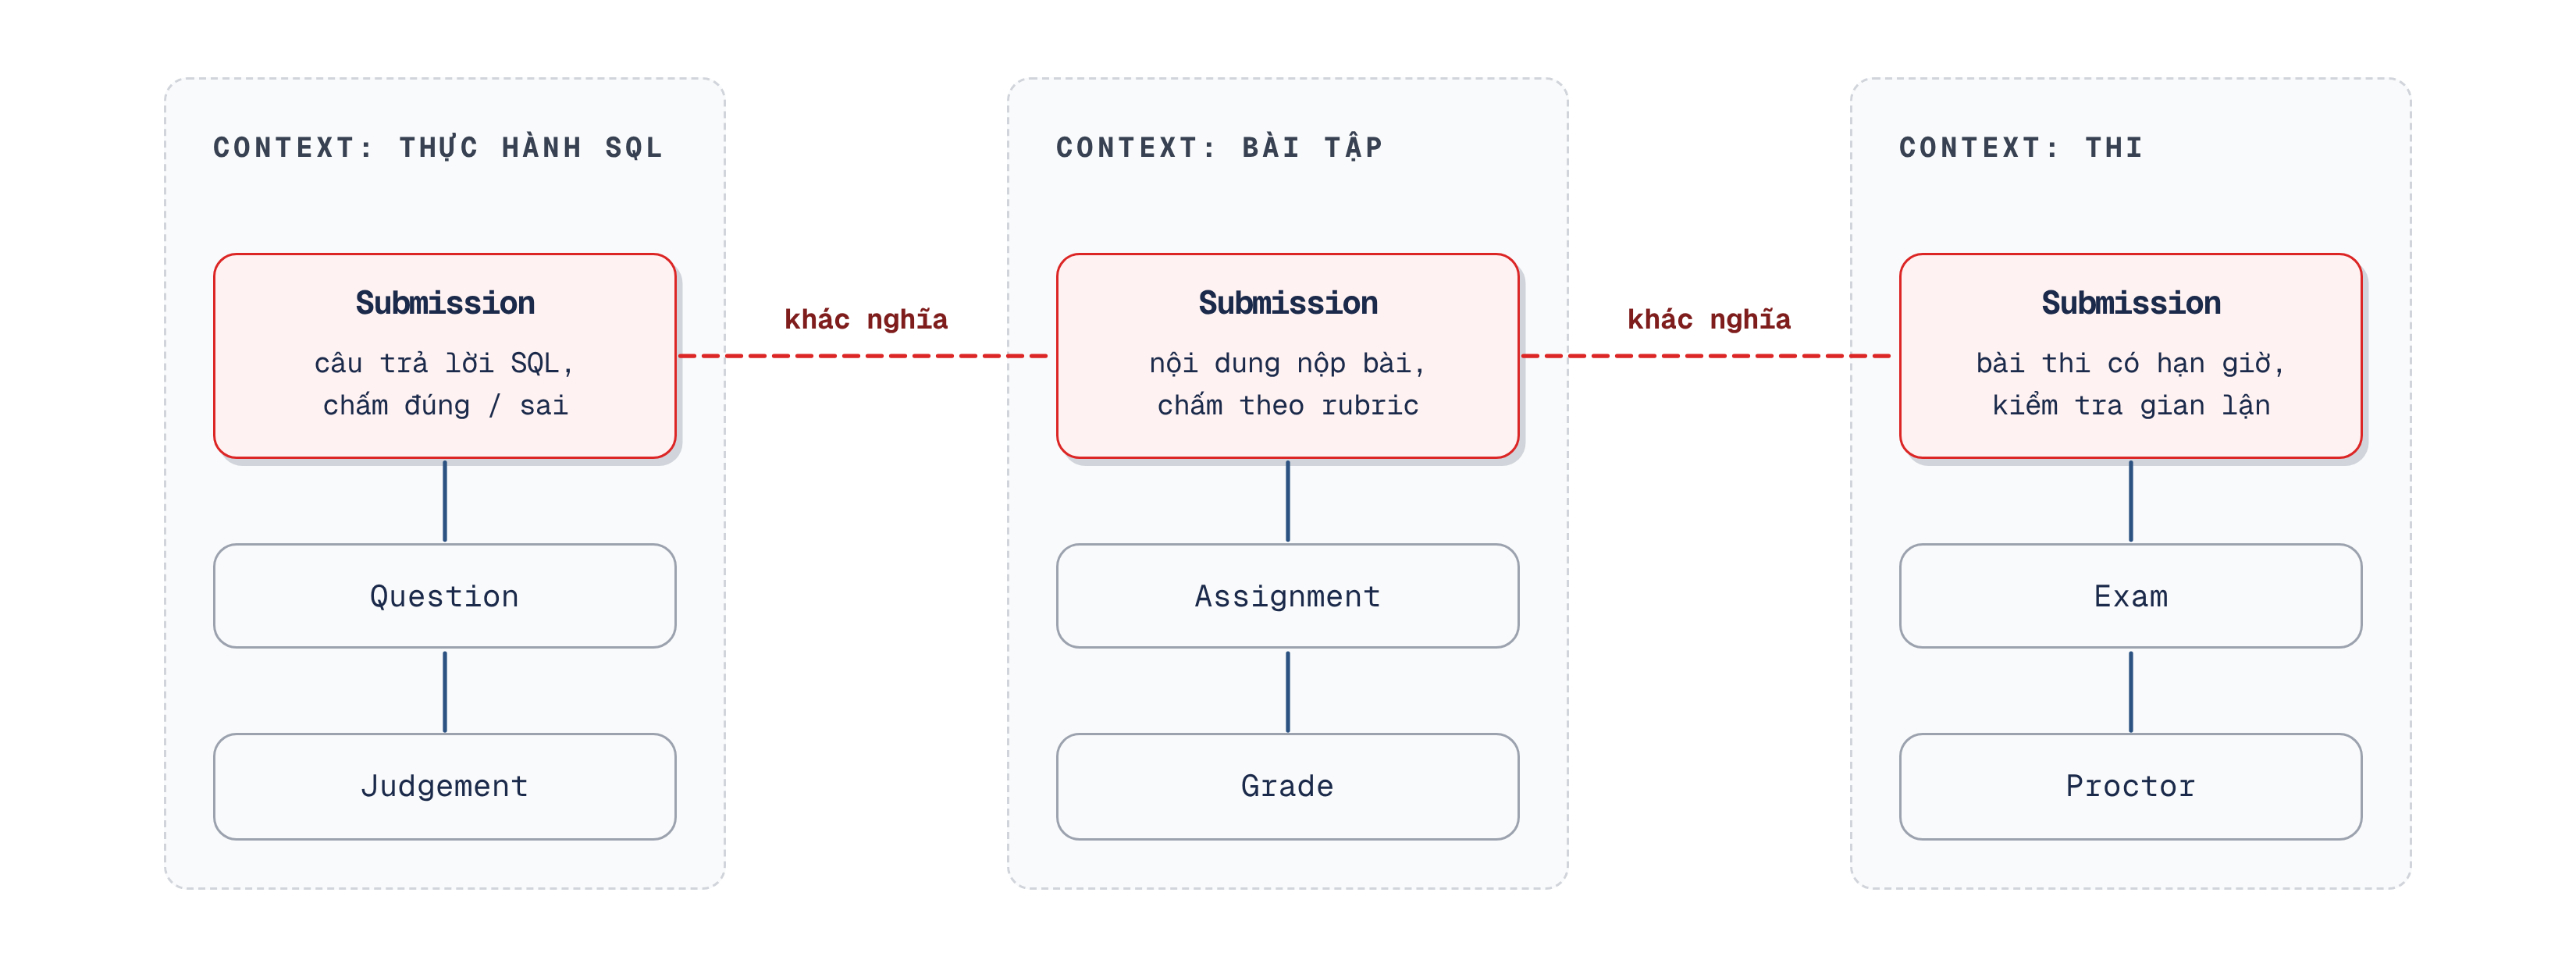 CONTEXT: THỰC HÀNH SQL
Submission
câu trả lời SQL,
chấm đúng / sai
Question
Judgement
khác nghĩa
CONTEXT: BÀI TẬP
Submission
nội dung nộp bài,
chấm theo rubric
Assignment
Grade
khác nghĩa
CONTEXT: THI
Submission
bài thi có hạn giờ,
kiểm tra gian lận
Exam
Proctor